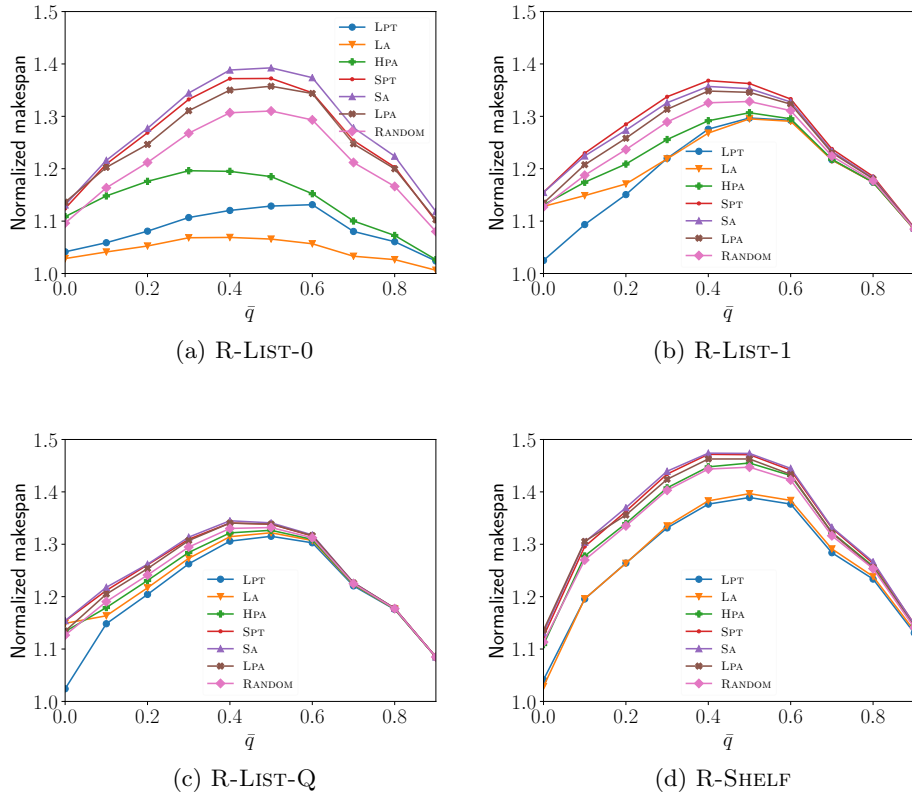 1.5
1.4
1.3
1.2
1.1
1.0
Normalized makespan
LPT
LA
HPA
SPT
SA
LPA
RANDOM
0.0 0.2 0.4 0.6 0.8
q̄
(a) R-LIST-0
1.5
1.4
1.3
1.2
1.1
1.0
Normalized makespan
LPT
LA
HPA
SPT
SA
LPA
RANDOM
0.0 0.2 0.4 0.6 0.8
q̄
(b) R-LIST-1
1.5
1.4
1.3
1.2
1.1
1.0
Normalized makespan
LPT
LA
HPA
SPT
SA
LPA
RANDOM
0.0 0.2 0.4 0.6 0.8
q̄
(c) R-LIST-Q
1.5
1.4
1.3
1.2
1.1
1.0
Normalized makespan
LPT
LA
HPA
SPT
SA
LPA
RANDOM
0.0 0.2 0.4 0.6 0.8
q̄
(d) R-SHELF